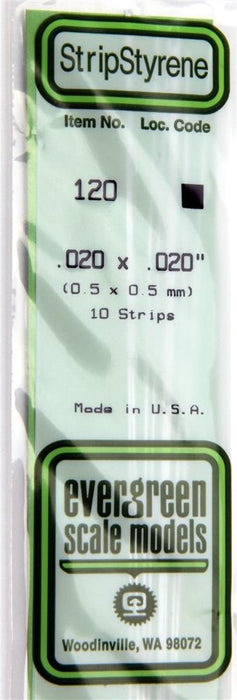 StripStyrene
Item No. Loc. Code
120
.020 x .020"
(0.5 x 0.5 mm)
10 Strips
Made in U.S.A.
evergreen
scale models
Woodinville, WA 98072